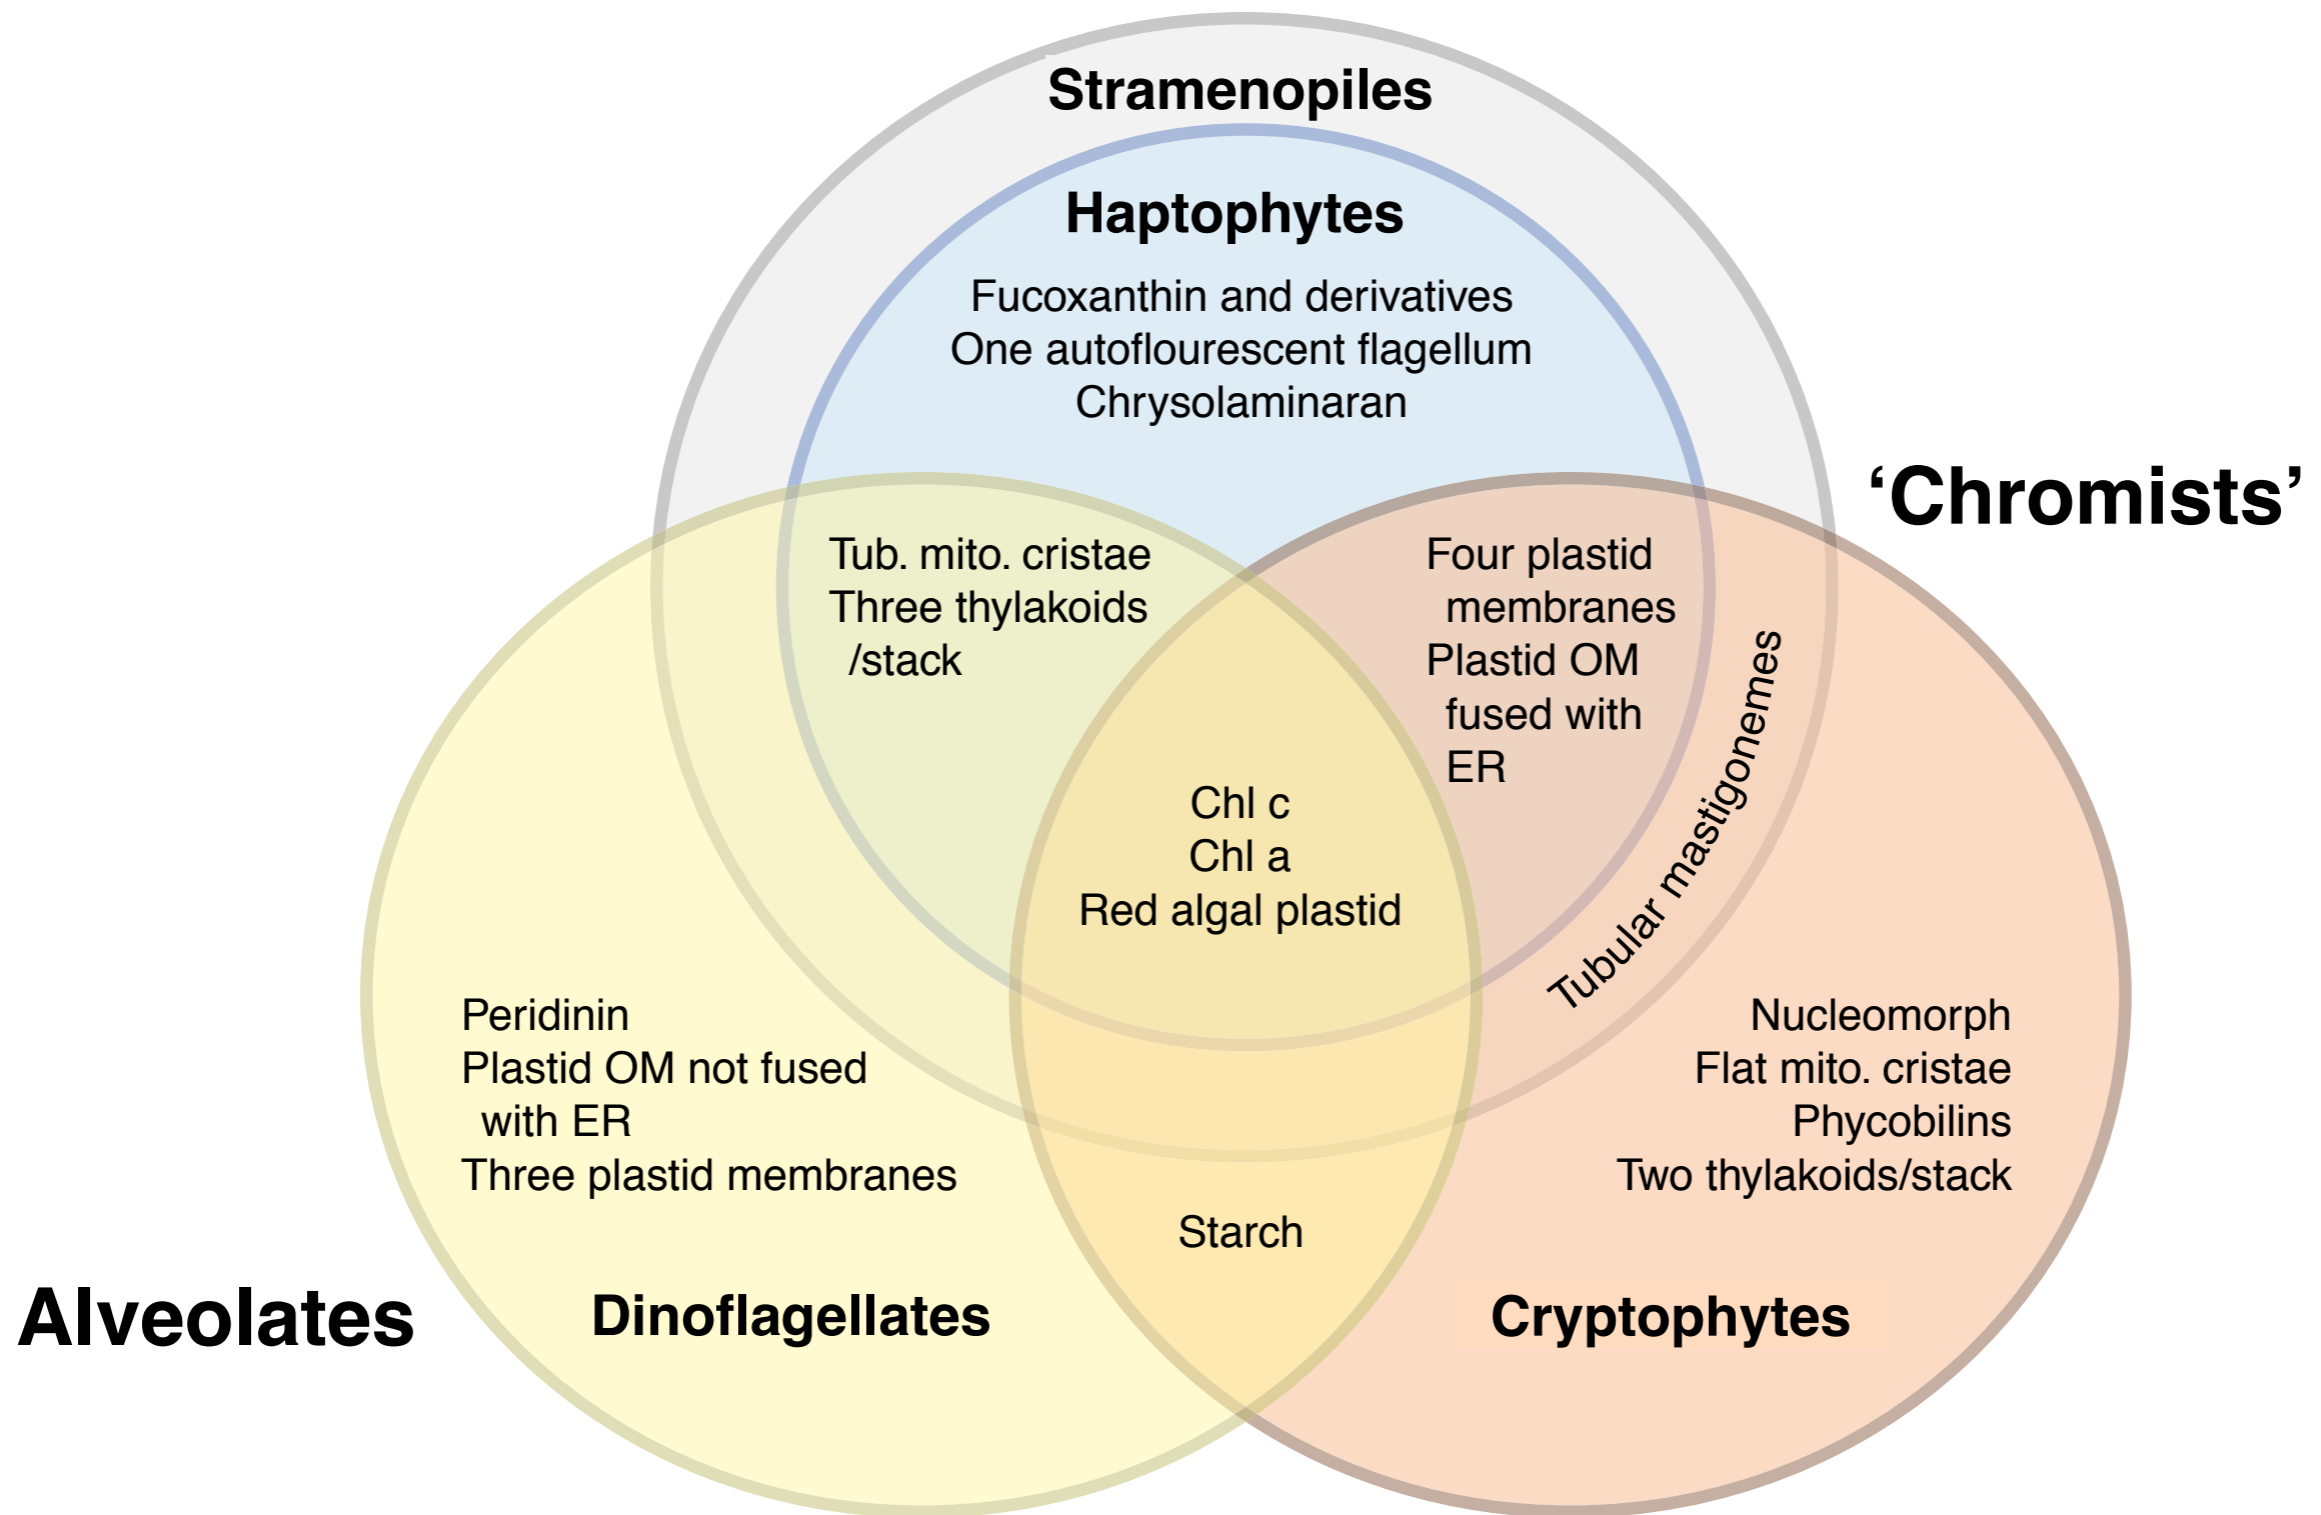 Stramenopiles
Haptophytes
Fucoxanthin and derivatives
One autoflourescent flagellum
Chrysolaminaran
‘Chromists’
Tub. mito. cristae
Three thylakoids
/stack
Four plastid
membranes
Plastid OM
fused with
ER
Tubular mastigonemes
Chl c
Chl a
Red algal plastid
Peridinin
Plastid OM not fused
with ER
Three plastid membranes
Nucleomorph
Flat mito. cristae
Phycobilins
Two thylakoids/stack
Starch
Alveolates
Dinoflagellates
Cryptophytes